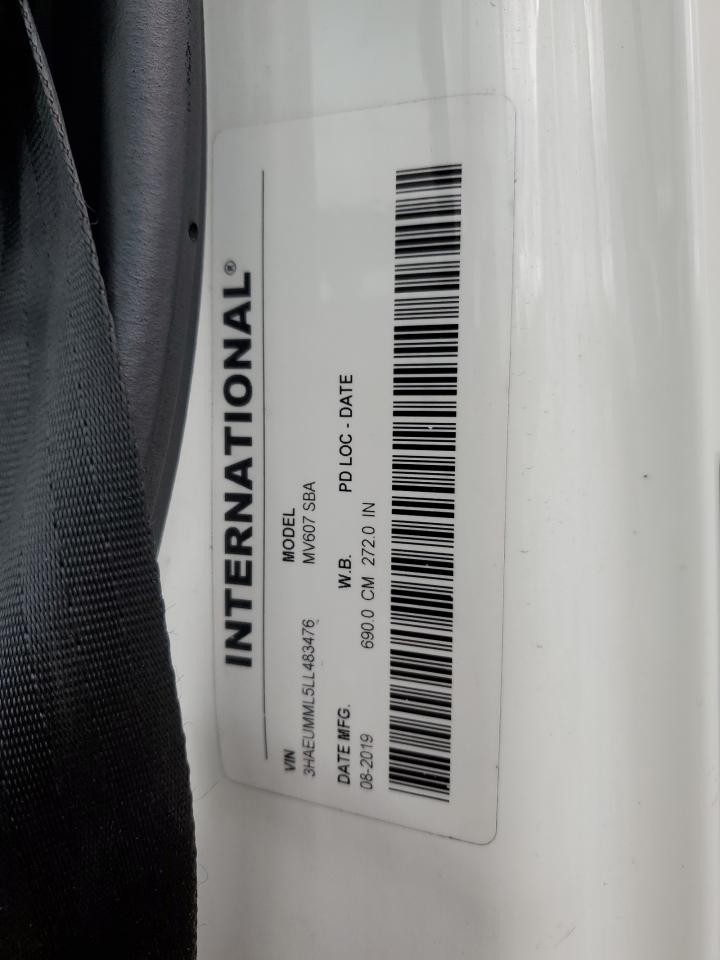 INTERNATIONAL®
VIN MODEL
3HAEUMML5LL483476 MV607 SBA
DATE MFG. W.B. PD LOC - DATE
08-2019 690.0 CM 272.0 IN